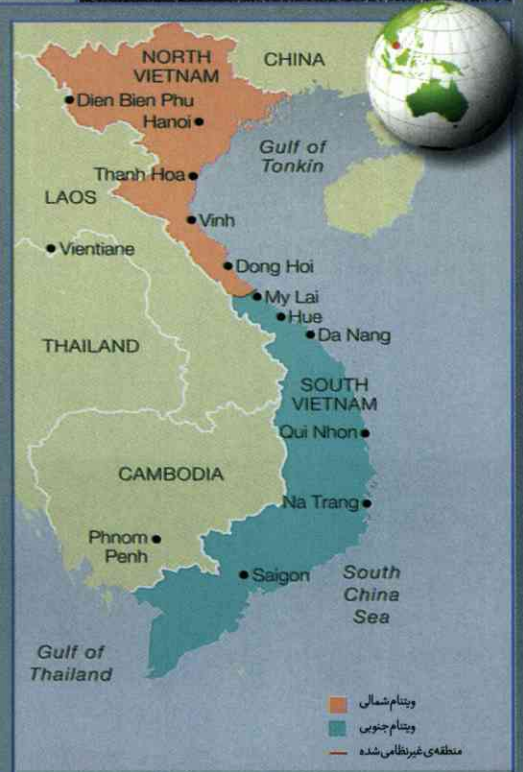 NORTH
VIETNAM
CHINA
Dien Bien Phu
Hanoi
Gulf of
Tonkin
Thanh Hoa
LAOS
Vinh
Vientiane
Dong Hoi
My Lai
Hue
Da Nang
THAILAND
SOUTH
VIETNAM
Qui Nhon
CAMBODIA
Na Trang
Phnom
Penh
Saigon
South
China
Sea
Gulf of
Thailand
ویتنام شمالی
ویتنام جنوبی
منطقه‌ی غیرنظامی شده